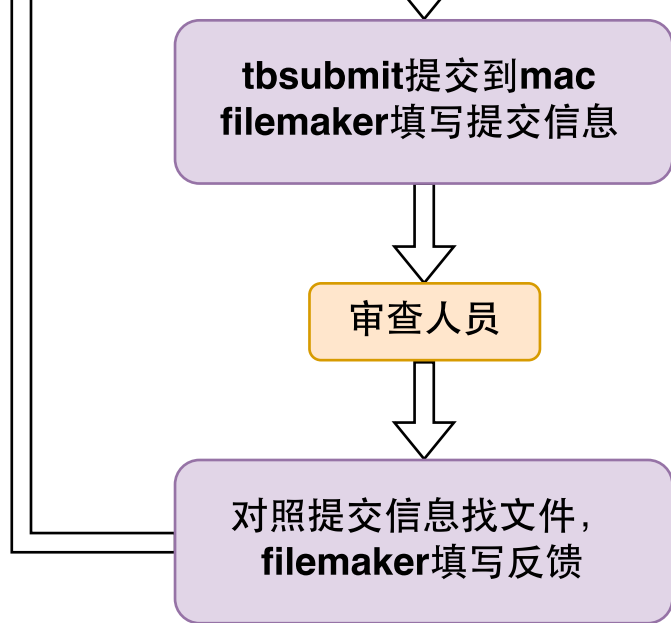 tbsubmit提交到mac
filemaker填写提交信息
审查人员
对照提交信息找文件，
filemaker填写反馈